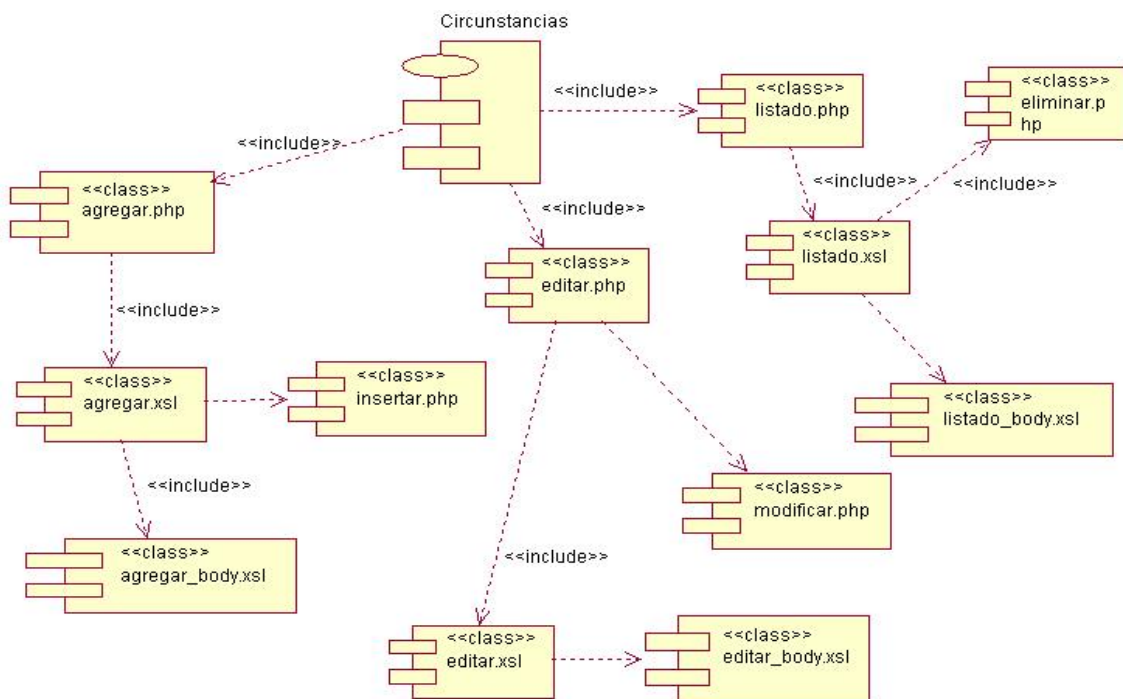 Circunstancias
<<include>>
<<class>>
listado.php
<<class>>
eliminar.p
hp
<<include>>
<<class>>
agregar.php
<<include>>
<<include>>
<<include>>
<<class>>
listado.xsl
<<class>>
editar.php
<<include>>
<<class>>
agregar.xsl
<<class>>
insertar.php
<<class>>
listado_body.xsl
<<include>>
<<class>>
modificar.php
<<class>>
agregar_body.xsl
<<include>>
<<class>>
editar.xsl
<<class>>
editar_body.xsl